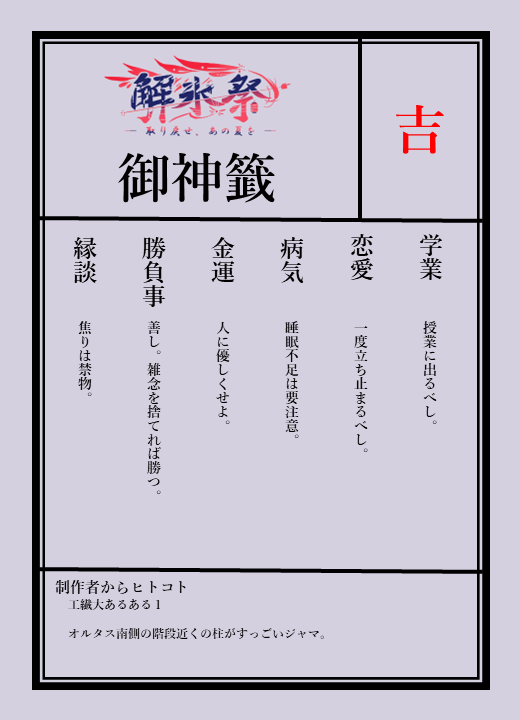 解氷祭
取り戻せ、あの夏を
御神籤
吉
学業
授業に出るべし。
恋愛
一度立ち止まるべし。
病気
睡眠不足は要注意。
金運
人に優しくせよ。
勝負事
善し。雑念を捨てれば勝つ。
縁談
焦りは禁物。
制作者からヒトコト
工繊大あるある１
オルタス南側の階段近くの柱がすっごいジャマ。